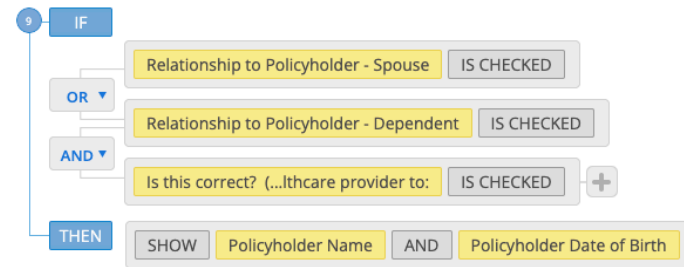 9 IF
Relationship to Policyholder - Spouse IS CHECKED
OR
Relationship to Policyholder - Dependent IS CHECKED
AND
Is this correct? (...lthcare provider to: IS CHECKED +
THEN SHOW Policyholder Name AND Policyholder Date of Birth